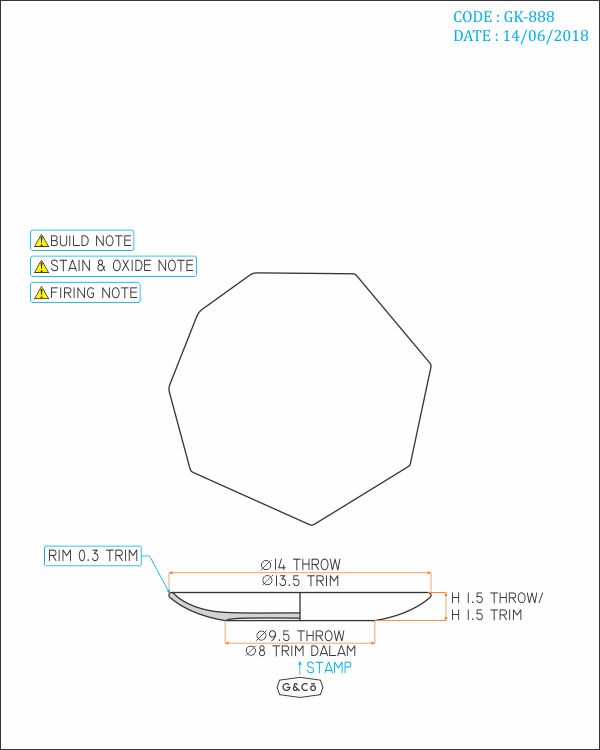 CODE : GK-888
DATE : 14/06/2018
BUILD NOTE
STAIN & OXIDE NOTE
FIRING NOTE
RIM 0.3 TRIM
Ø14 THROW
Ø13.5 TRIM
H 1.5 THROW/
H 1.5 TRIM
Ø9.5 THROW
Ø8 TRIM DALAM
STAMP
G&Cō